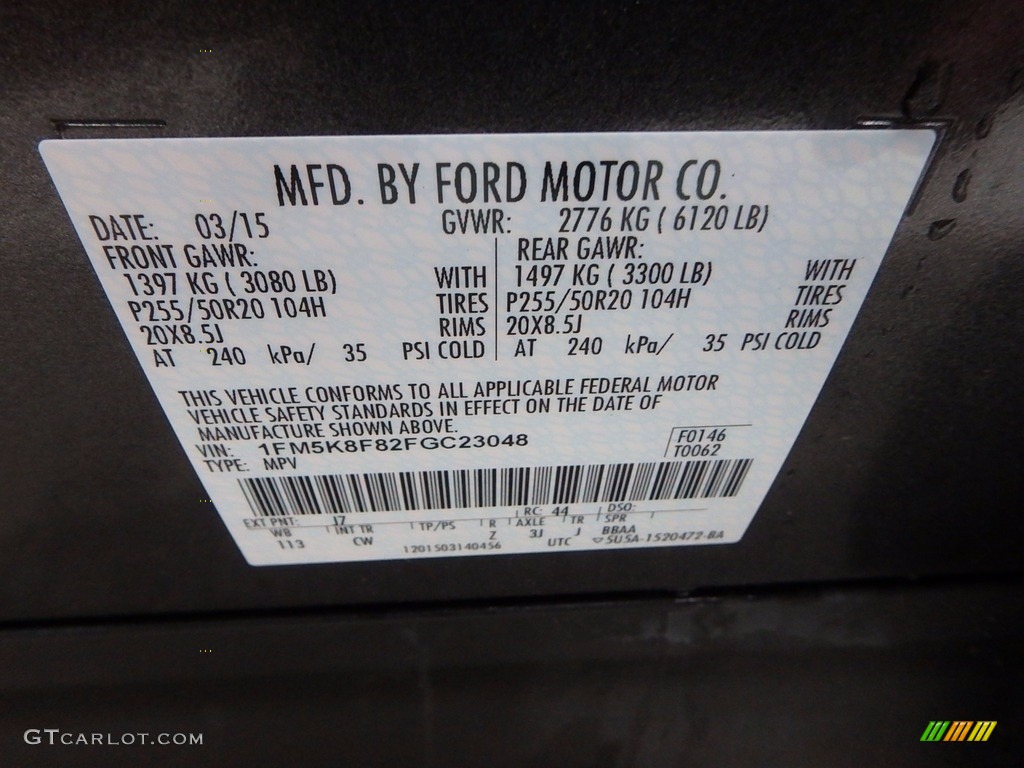 MFD. BY FORD MOTOR CO.
DATE: 03/15 GVWR: 2776 KG ( 6120 LB)
FRONT GAWR: REAR GAWR:
1397 KG ( 3080 LB) WITH 1497 KG ( 3300 LB) WITH
P255/50R20 104H TIRES P255/50R20 104H TIRES
20X8.5J RIMS 20X8.5J RIMS
AT 240 kPa/ 35 PSI COLD AT 240 kPa/ 35 PSI COLD
THIS VEHICLE CONFORMS TO ALL APPLICABLE FEDERAL MOTOR
VEHICLE SAFETY STANDARDS IN EFFECT ON THE DATE OF
MANUFACTURE SHOWN ABOVE.
VIN: 1FM5K8F82FGC23048 F0146
TYPE: MPV T0062
EXT PNT: J7 RC: 44 DSO:
WB INT TR TP/PS R AXLE TR SPR
113 CW Z 3J J BBAA
1201503140456 UTC ▽5U5A-1520472-BA
GTCARLOT.COM